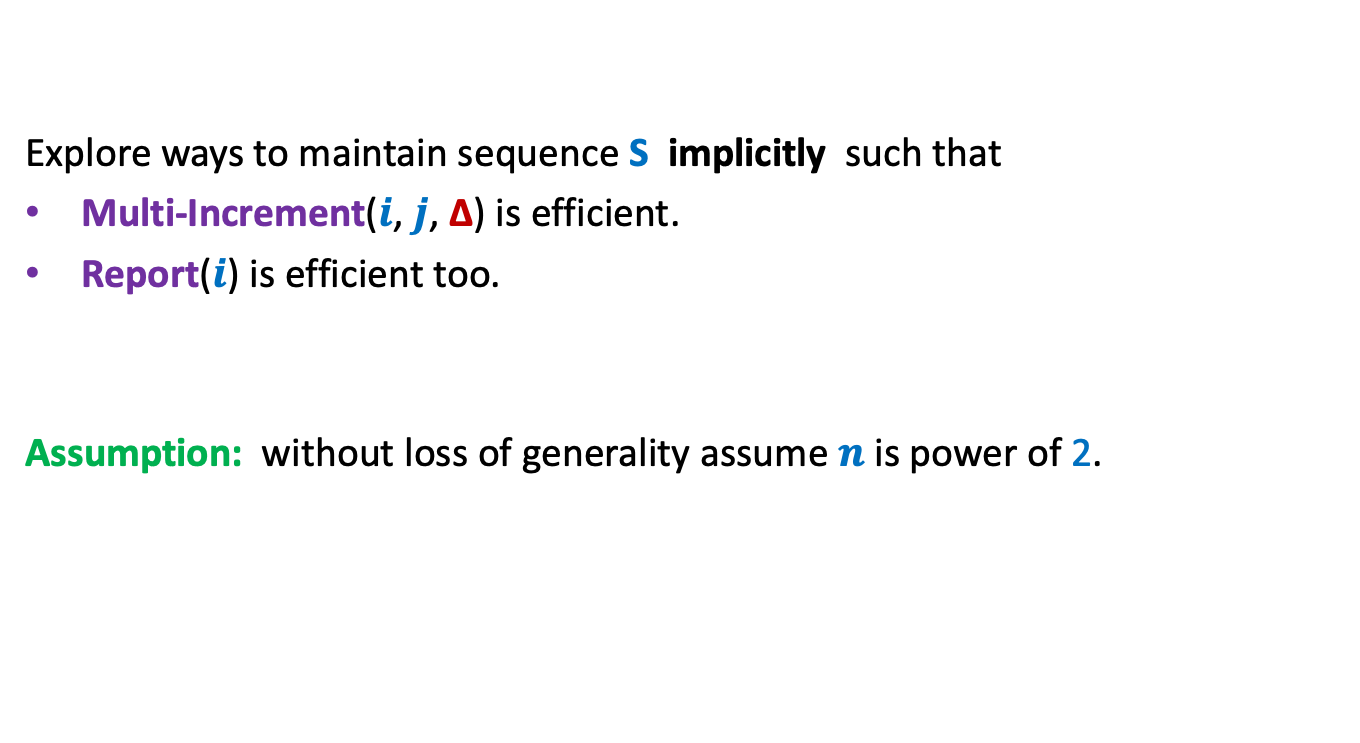 Explore ways to maintain sequence S implicitly such that
• Multi-Increment(i, j, Δ) is efficient.
• Report(i) is efficient too.
Assumption: without loss of generality assume n is power of 2.